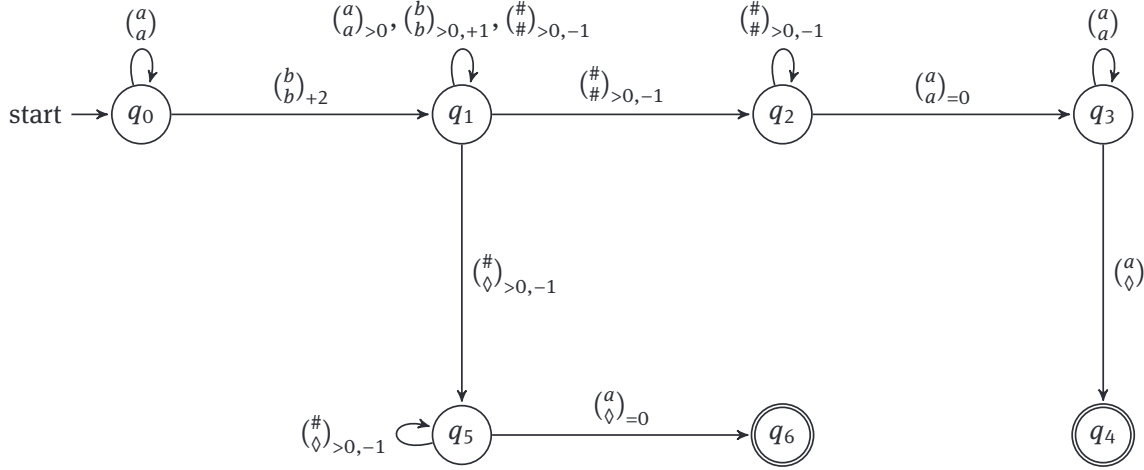 (a a) (a a)>0, (b b)>0,+1, (# #)>0,−1 (# #)>0,−1 (a a)
start q0 (b b)+2 q1 (# #)>0,−1 q2 (a a)=0 q3
(# ◊)>0,−1 (a ◊)
(# ◊)>0,−1 q5 (a ◊)=0 q6 q4